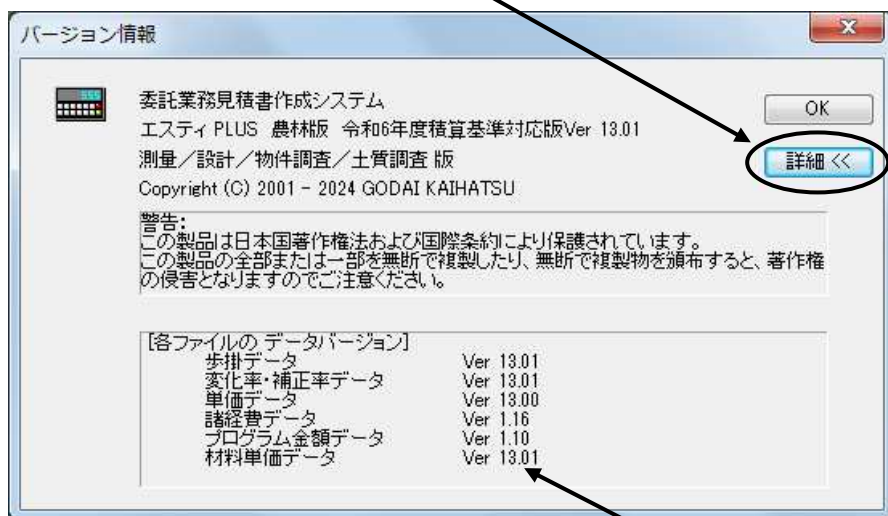 バージョン情報
委託業務見積書作成システム
エスティ PLUS 農林版 令和6年度積算基準対応版Ver 13.01
測量／設計／物件調査／土質調査 版
Copyright (C) 2001 - 2024 GODAI KAIHATSU
OK
詳細 <<
警告:
この製品は日本国著作権法および国際条約により保護されています。
この製品の全部または一部を無断で複製したり、無断で複製物を頒布すると、著作権
の侵害となりますのでご注意ください。
[各ファイルの データバージョン]
歩掛データ Ver 13.01
変化率・補正率データ Ver 13.01
単価データ Ver 13.00
諸経費データ Ver 1.16
プログラム金額データ Ver 1.10
材料単価データ Ver 13.01